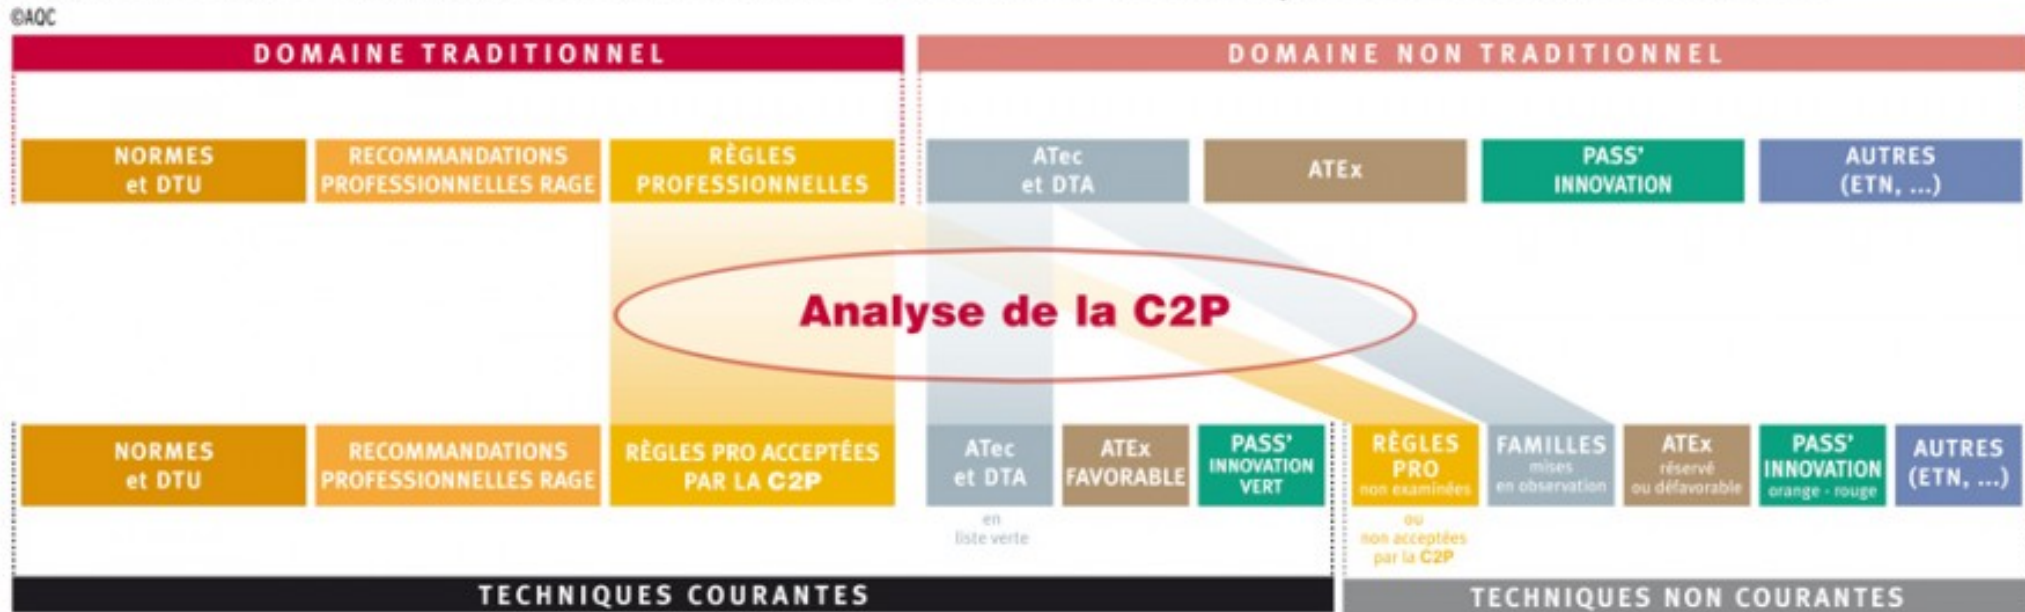 ©AQC
DOMAINE TRADITIONNEL
DOMAINE NON TRADITIONNEL
NORMES
et DTU
RECOMMANDATIONS
PROFESSIONNELLES RAGE
RÈGLES
PROFESSIONNELLES
ATec
et DTA
ATEx
PASS'
INNOVATION
AUTRES
(ETN, ...)
Analyse de la C2P
NORMES
et DTU
RECOMMANDATIONS
PROFESSIONNELLES RAGE
RÈGLES PRO ACCEPTÉES
PAR LA C2P
ATec
et DTA
en
liste verte
ATEx
FAVORABLE
PASS'
INNOVATION
VERT
RÈGLES
PRO
non examinées
ou
non acceptées
par la C2P
FAMILLES
mises
en observation
ATEx
réservé
ou défavorable
PASS'
INNOVATION
orange - rouge
AUTRES
(ETN, ...)
TECHNIQUES COURANTES
TECHNIQUES NON COURANTES